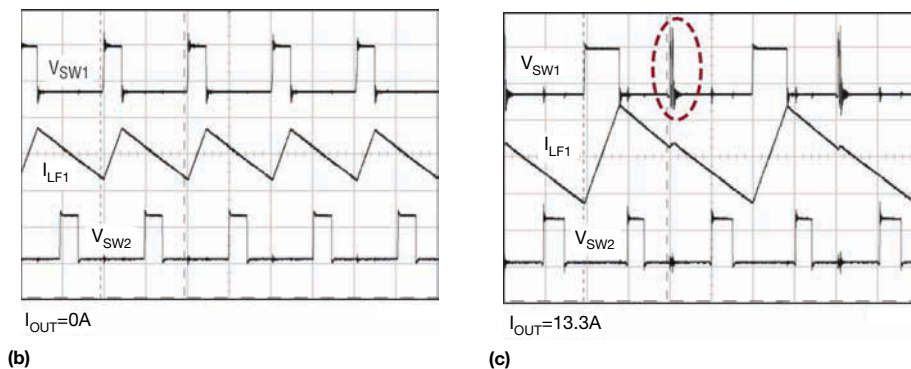 V_SW1
I_LF1
V_SW2
I_OUT=0A
(b)
V_SW1
I_LF1
V_SW2
I_OUT=13.3A
(c)